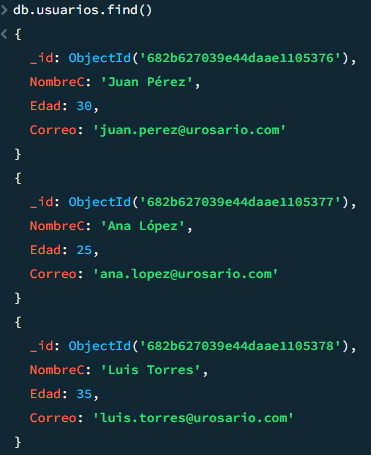 > db.usuarios.find()
< {
_id: ObjectId('682b627039e44daae1105376'),
NombreC: 'Juan Pérez',
Edad: 30,
Correo: 'juan.perez@urosario.com'
}
{
_id: ObjectId('682b627039e44daae1105377'),
NombreC: 'Ana López',
Edad: 25,
Correo: 'ana.lopez@urosario.com'
}
{
_id: ObjectId('682b627039e44daae1105378'),
NombreC: 'Luis Torres',
Edad: 35,
Correo: 'luis.torres@urosario.com'
}